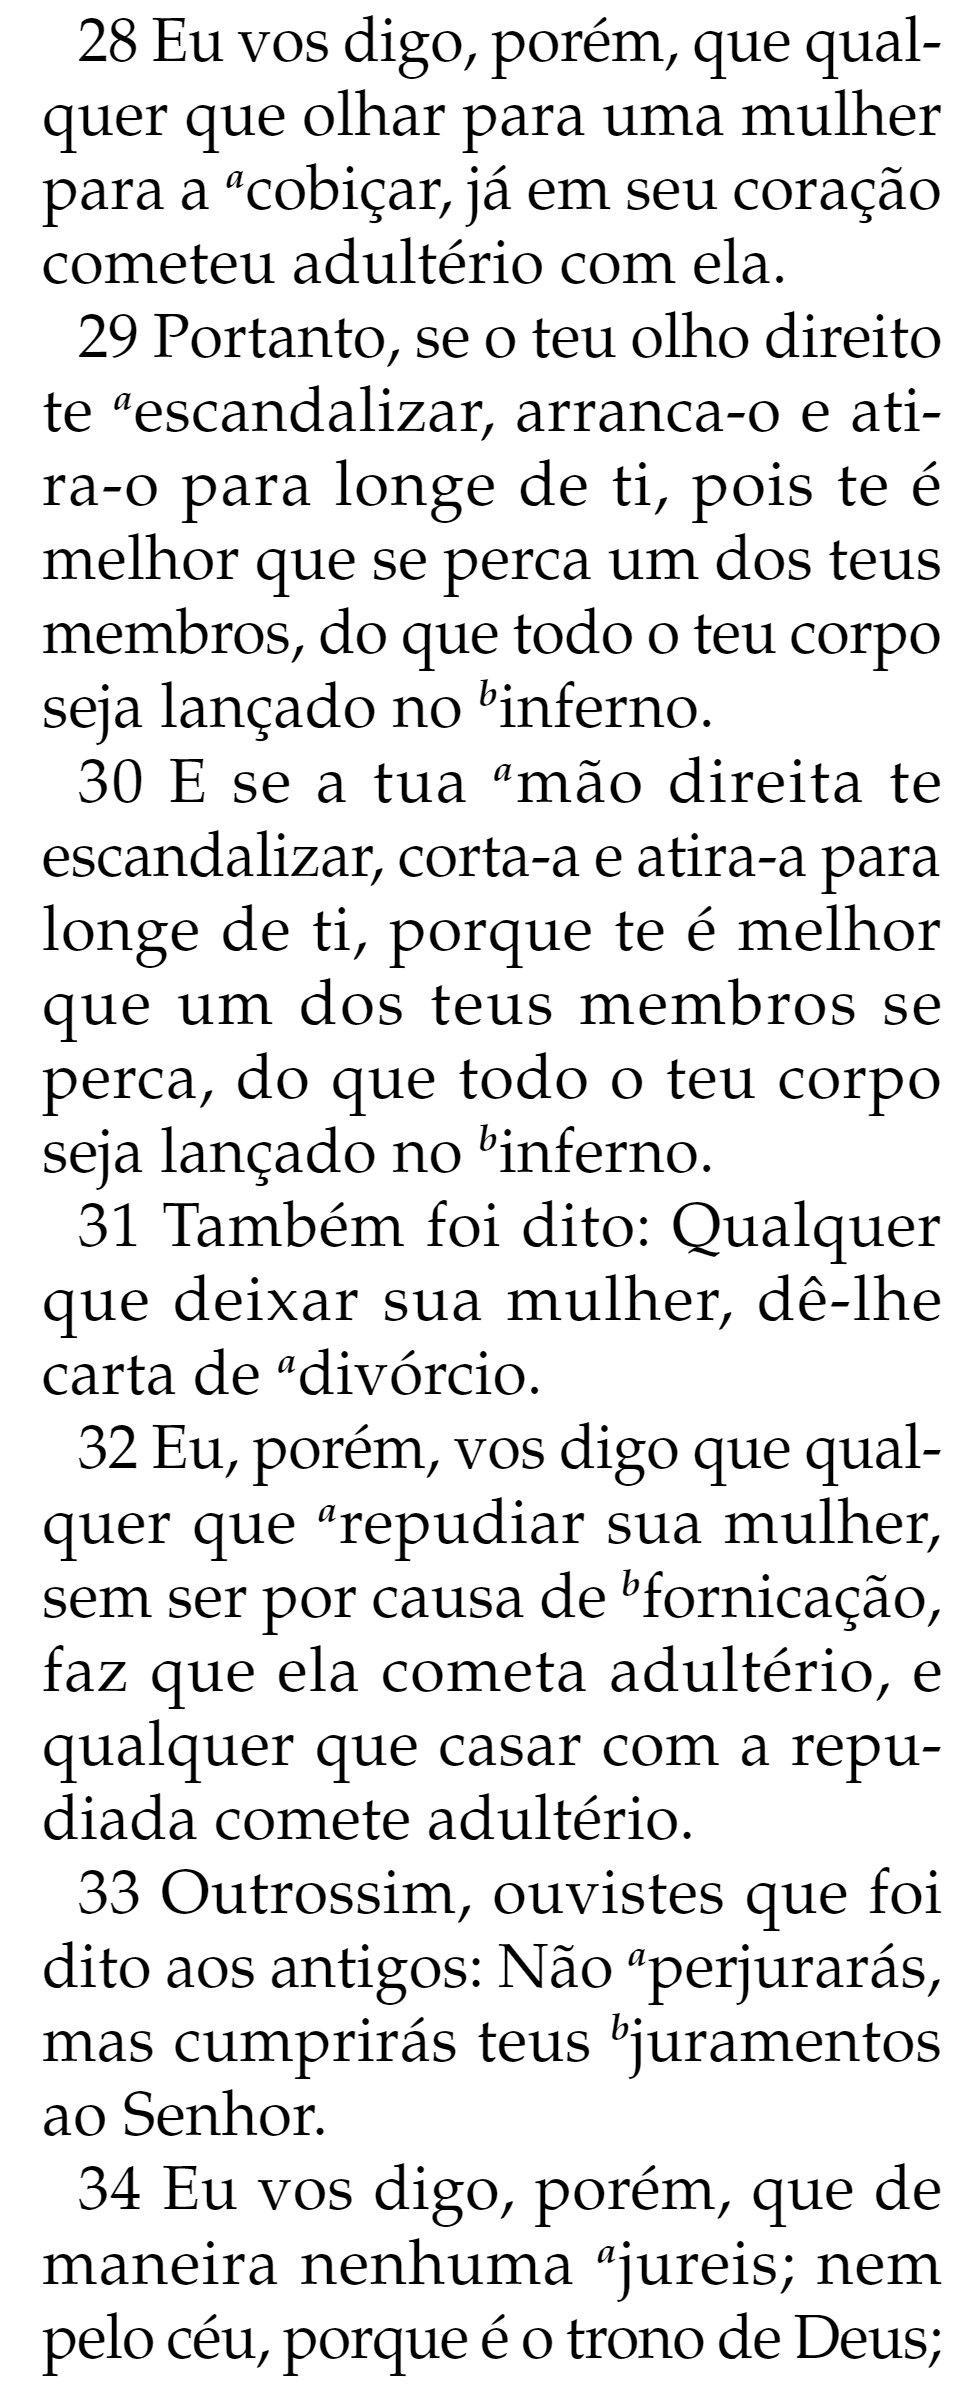 28 Eu vos digo, porém, que qual-
quer que olhar para uma mulher
para a ᵃcobiçar, já em seu coração
cometeu adultério com ela.
29 Portanto, se o teu olho direito
te ᵃescandalizar, arranca-o e ati-
ra-o para longe de ti, pois te é
melhor que se perca um dos teus
membros, do que todo o teu corpo
seja lançado no ᵇinferno.
30 E se a tua ᵃmão direita te
escandalizar, corta-a e atira-a para
longe de ti, porque te é melhor
que um dos teus membros se
perca, do que todo o teu corpo
seja lançado no ᵇinferno.
31 Também foi dito: Qualquer
que deixar sua mulher, dê-lhe
carta de ᵃdivórcio.
32 Eu, porém, vos digo que qual-
quer que ᵃrepudiar sua mulher,
sem ser por causa de ᵇfornicação,
faz que ela cometa adultério, e
qualquer que casar com a repu-
diada comete adultério.
33 Outrossim, ouvistes que foi
dito aos antigos: Não ᵃperjurarás,
mas cumprirás teus ᵇjuramentos
ao Senhor.
34 Eu vos digo, porém, que de
maneira nenhuma ᵃjureis; nem
pelo céu, porque é o trono de Deus;